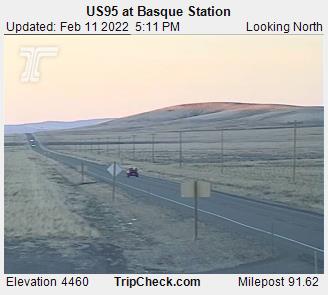 US95 at Basque Station
Updated: Feb 11 2022 5:11 PM Looking North
Elevation 4460 TripCheck.com Milepost 91.62